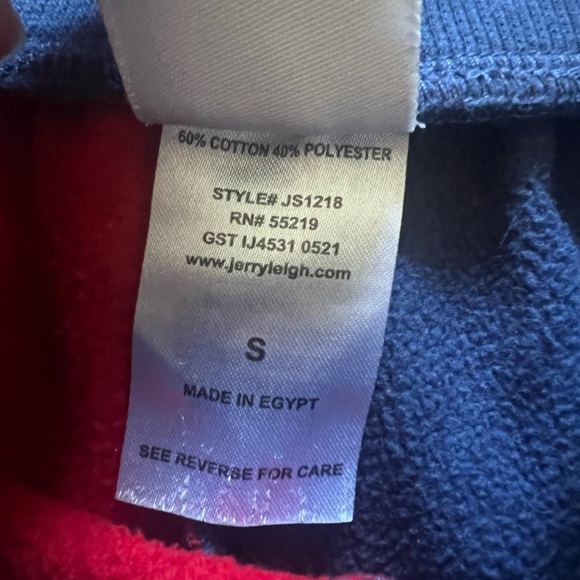 60% COTTON 40% POLYESTER
STYLE# JS1218
RN# 55219
GST IJ4531 0521
www.jerryleigh.com
S
MADE IN EGYPT
SEE REVERSE FOR CARE